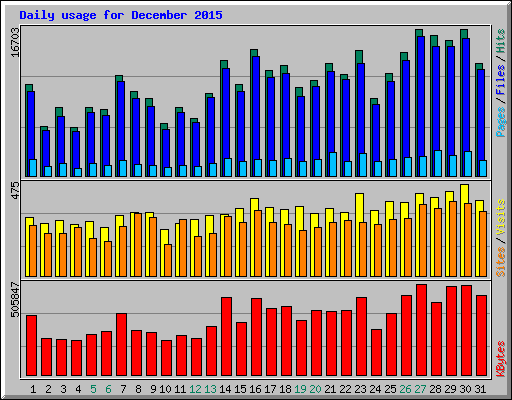 Daily usage for December 2015
16703
Pages / Files / Hits
475
Sites / Visits
505847
KBytes
1 2 3 4 5 6 7 8 9 10 11 12 13 14 15 16 17 18 19 20 21 22 23 24 25 26 27 28 29 30 31